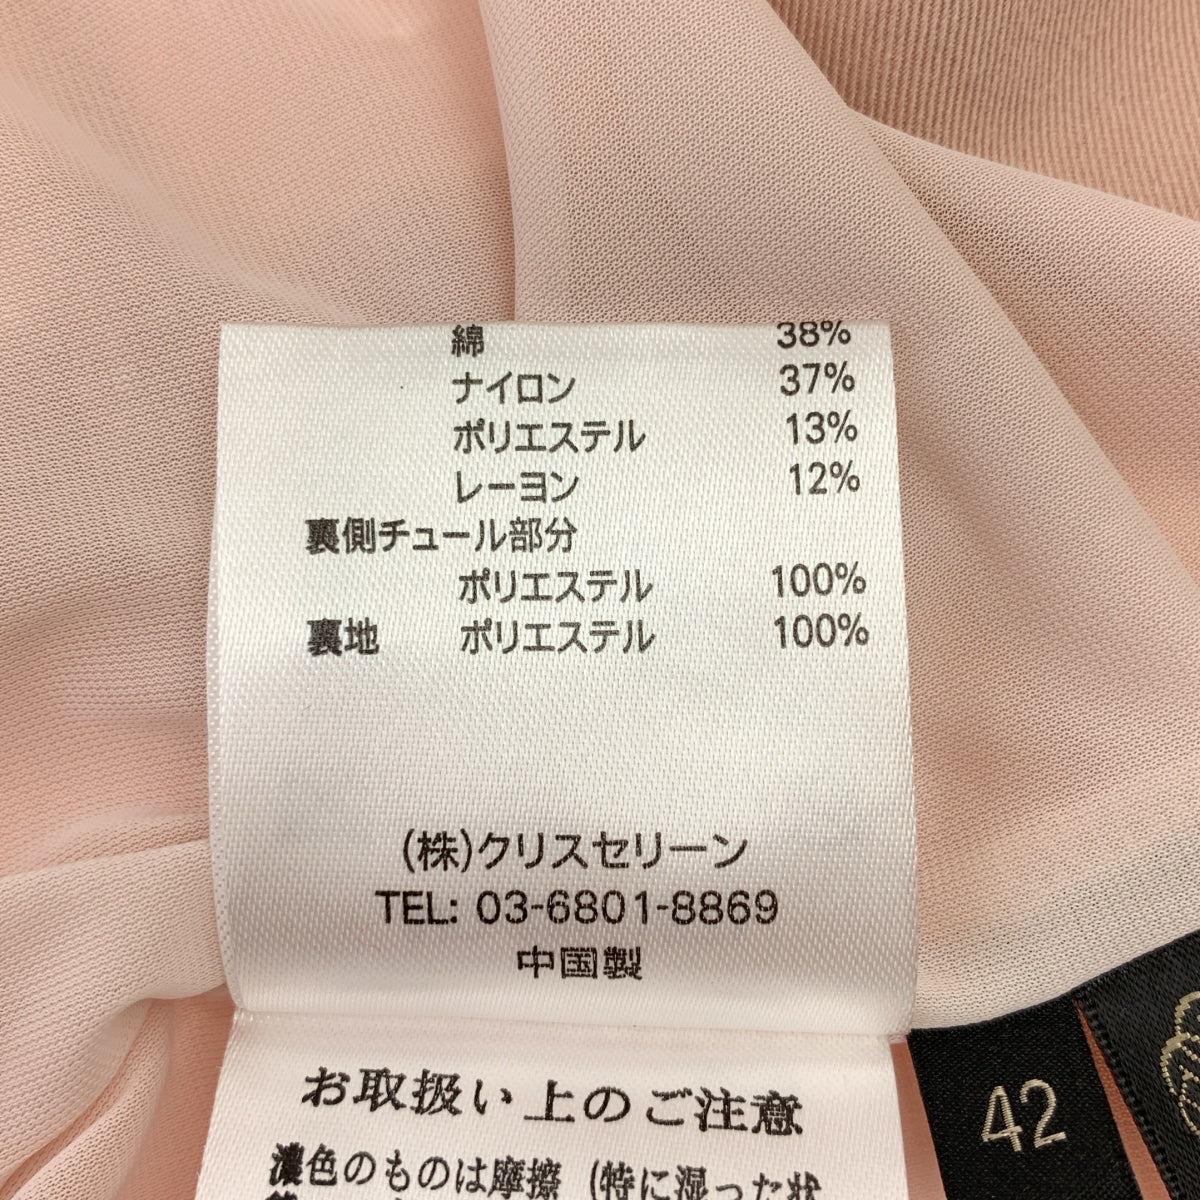 綿 38%
ナイロン 37%
ポリエステル 13%
レーヨン 12%
裏側チュール部分
ポリエステル 100%
裏地 ポリエステル 100%
(株)クリスセリーン
TEL: 03-6801-8869
中国製
お取扱い上のご注意
濃色のものは摩擦 (特に湿った状
42